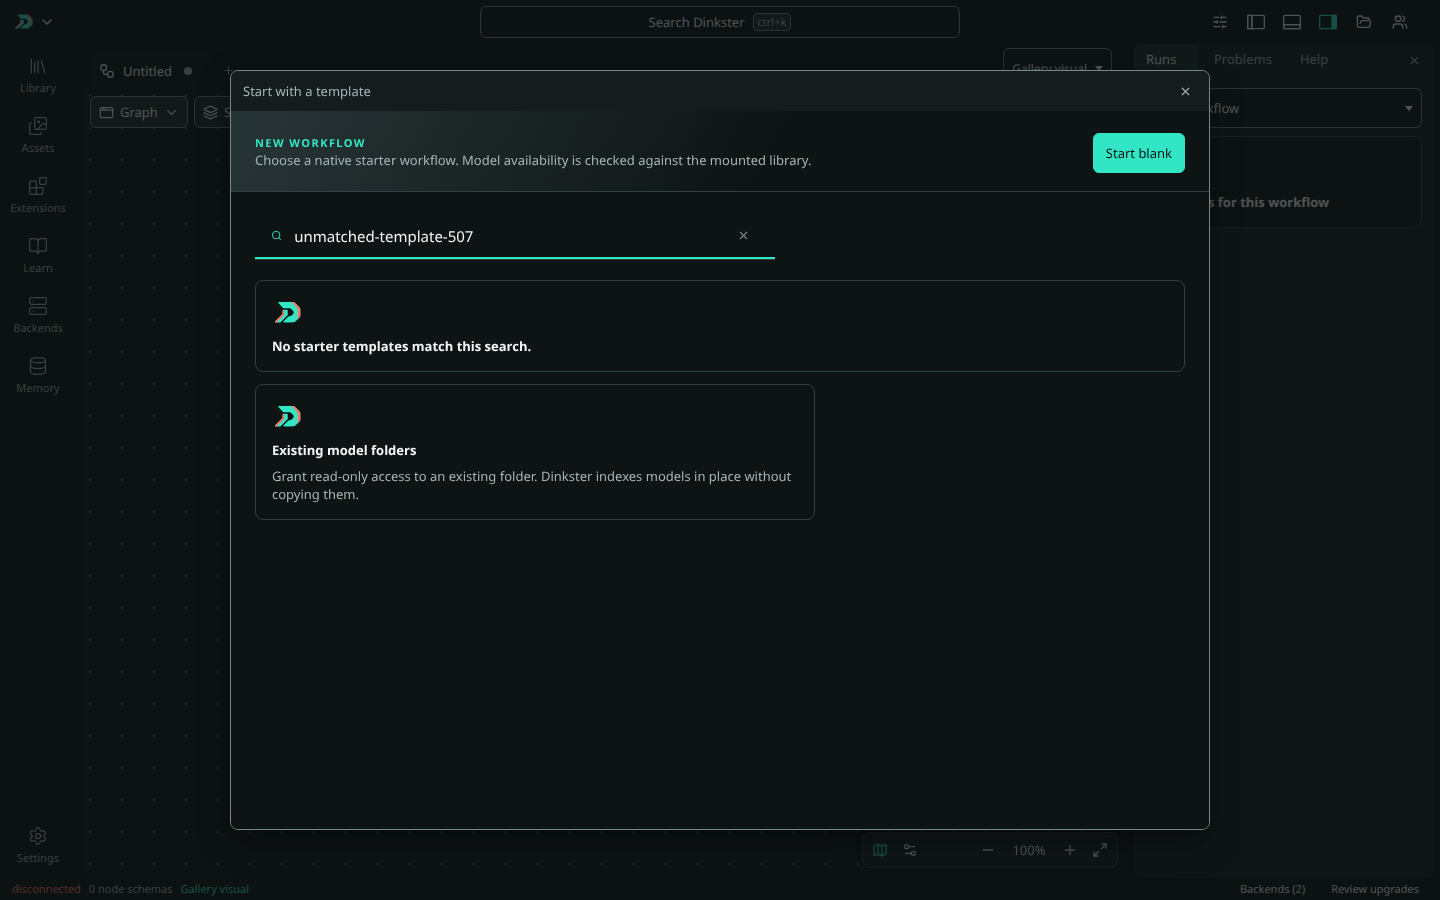 Search Dinkster ctrl+k
Library
Assets
Extensions
Learn
Backends
Memory
Settings
Untitled
Graph
S
Gallery visual
Runs
Problems
Help
flow
s for this workflow
Start with a template
NEW WORKFLOW
Choose a native starter workflow. Model availability is checked against the mounted library.
Start blank
unmatched-template-507
No starter templates match this search.
Existing model folders
Grant read-only access to an existing folder. Dinkster indexes models in place without
copying them.
100%
disconnected 0 node schemas Gallery visual
Backends (2)
Review upgrades